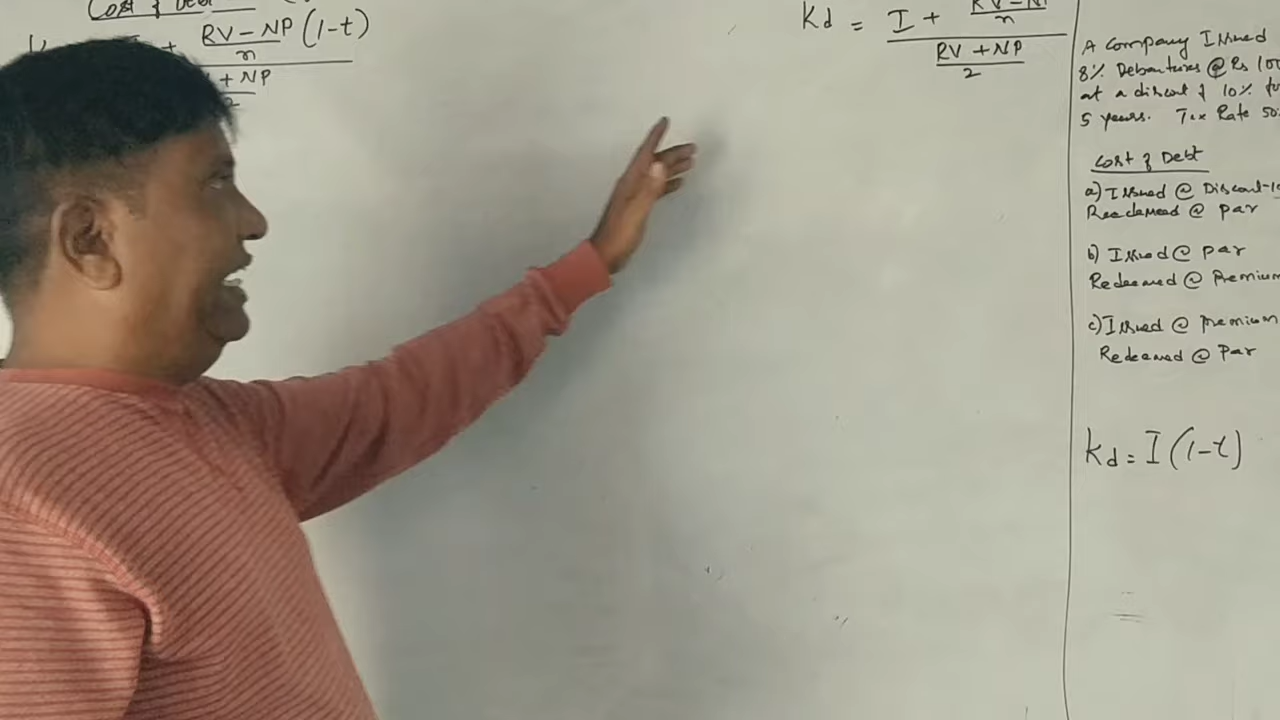 Cost of Debt
RV - NP (1-t)
n
+ NP
2
Kd = I + RV - NP
n
RV + NP
2
A Company Issued
8% Debentures @ Rs 100
at a discount of 10% for
5 years. Tax Rate 50
Cost of Debt
a) Issued @ Discount-10
Reedemeed @ par
b) Issued @ par
Redeemed @ Premium
c) Issued @ premium
Redeemed @ Par
Kd = I (1-t)